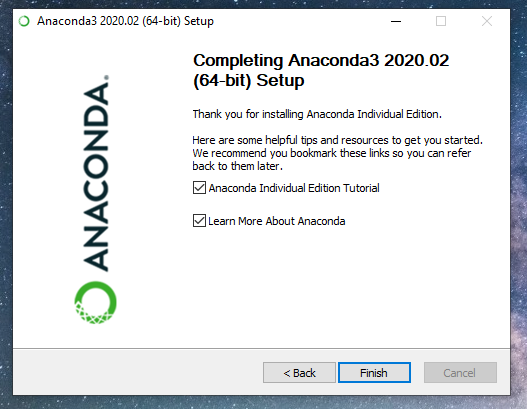 Anaconda3 2020.02 (64-bit) Setup
ANACONDA.
Completing Anaconda3 2020.02
(64-bit) Setup
Thank you for installing Anaconda Individual Edition.
Here are some helpful tips and resources to get you started.
We recommend you bookmark these links so you can refer
back to them later.
Anaconda Individual Edition Tutorial
Learn More About Anaconda
< Back
Finish
Cancel